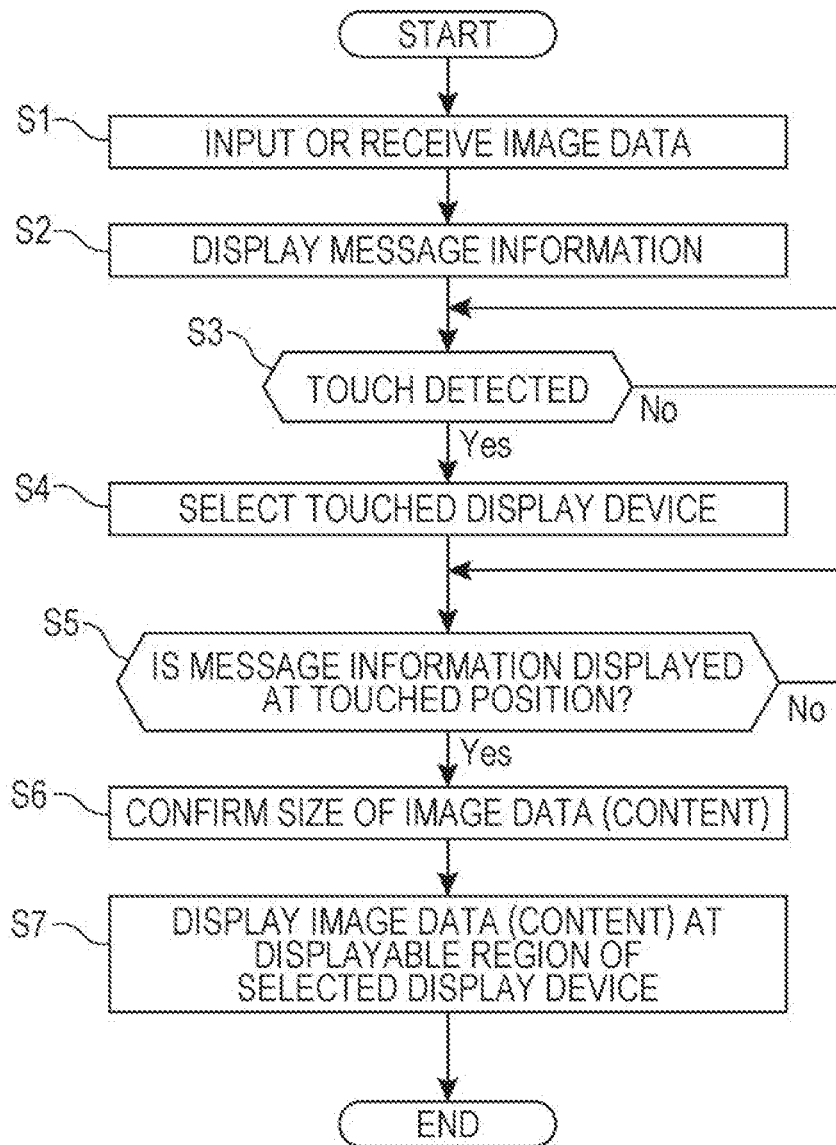 START
S1
INPUT OR RECEIVE IMAGE DATA
S2
DISPLAY MESSAGE INFORMATION
S3
TOUCH DETECTED
No
Yes
S4
SELECT TOUCHED DISPLAY DEVICE
S5
IS MESSAGE INFORMATION DISPLAYED
AT TOUCHED POSITION?
No
Yes
S6
CONFIRM SIZE OF IMAGE DATA (CONTENT)
S7
DISPLAY IMAGE DATA (CONTENT) AT
DISPLAYABLE REGION OF
SELECTED DISPLAY DEVICE
END